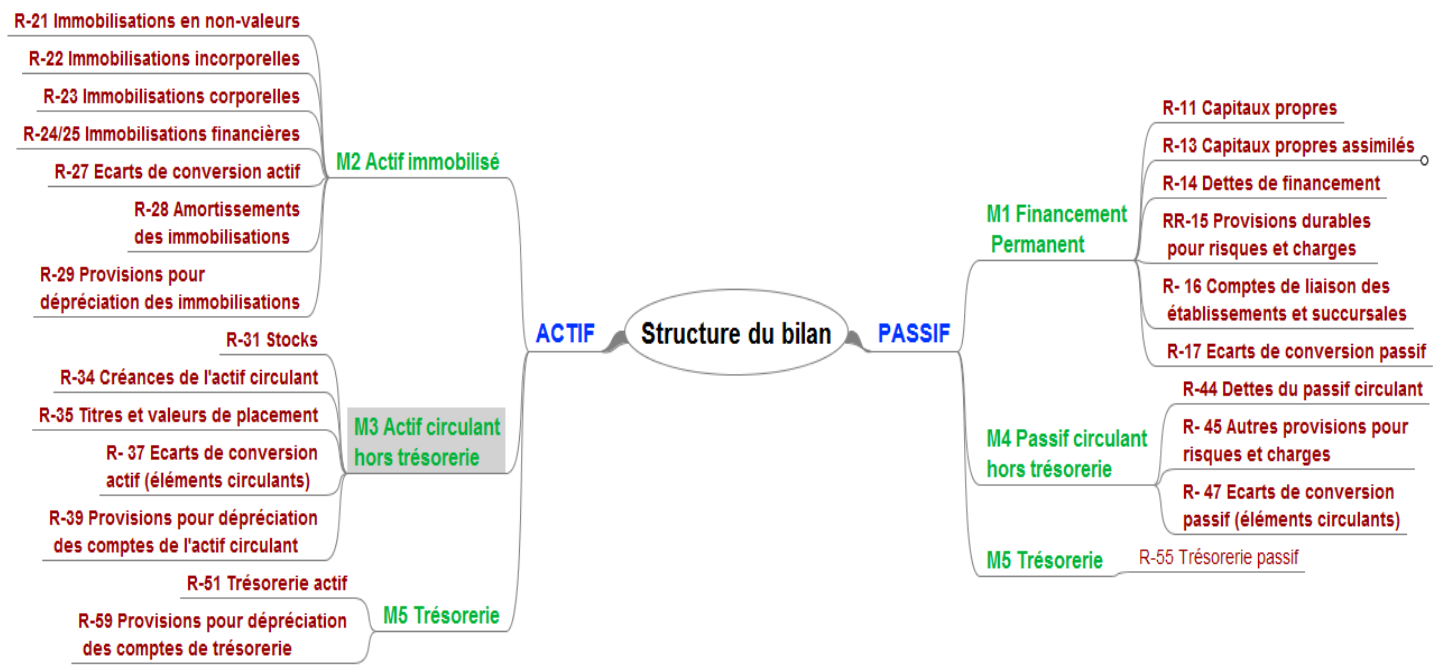 Structure du bilan
ACTIF
M2 Actif immobilisé
R-21 Immobilisations en non-valeurs
R-22 Immobilisations incorporelles
R-23 Immobilisations corporelles
R-24/25 Immobilisations financières
R-27 Ecarts de conversion actif
R-28 Amortissements
des immobilisations
R-29 Provisions pour
dépréciation des immobilisations
M3 Actif circulant
hors trésorerie
R-31 Stocks
R-34 Créances de l'actif circulant
R-35 Titres et valeurs de placement
R- 37 Ecarts de conversion
actif (éléments circulants)
R-39 Provisions pour dépréciation
des comptes de l'actif circulant
M5 Trésorerie
R-51 Trésorerie actif
R-59 Provisions pour dépréciation
des comptes de trésorerie
PASSIF
M1 Financement
Permanent
R-11 Capitaux propres
R-13 Capitaux propres assimilés
R-14 Dettes de financement
RR-15 Provisions durables
pour risques et charges
R- 16 Comptes de liaison des
établissements et succursales
R-17 Ecarts de conversion passif
M4 Passif circulant
hors trésorerie
R-44 Dettes du passif circulant
R- 45 Autres provisions pour
risques et charges
R- 47 Ecarts de conversion
passif (éléments circulants)
M5 Trésorerie
R-55 Trésorerie passif